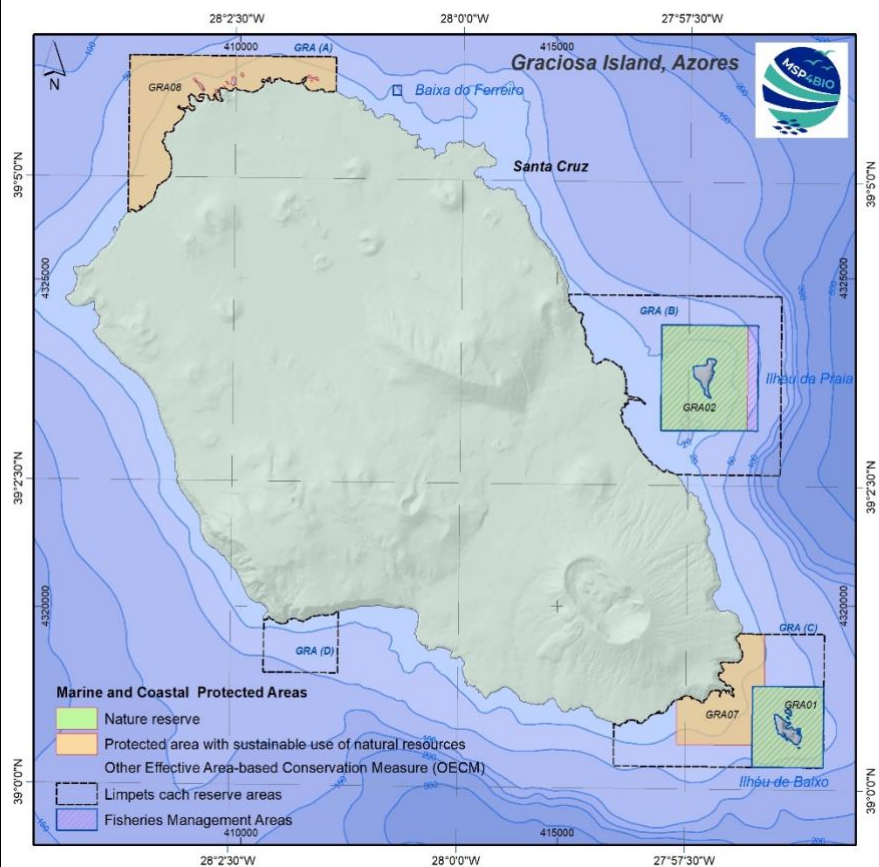 28°2'30"W 28°0'0"W 27°57'30"W
410000 GRA (A) 415000
Graciosa Island, Azores
MSP4BIO
N
GRA08
Baixa do Ferreiro
Santa Cruz
39°5'0"N 39°5'0"N
4325000 4325000
GRA (B)
Ilhéu da Praia
GRA02
39°2'30"N 39°2'30"N
4320000 4320000
GRA (C)
GRA (D)
GRA01
GRA07
Ilhéu de Baixo
Marine and Coastal Protected Areas
Nature reserve
Protected area with sustainable use of natural resources
Other Effective Area-based Conservation Measure (OECM)
Limpets cach reserve areas
Fisheries Management Areas
39°0'0"N 39°0'0"N
410000 415000
28°2'30"W 28°0'0"W 27°57'30"W